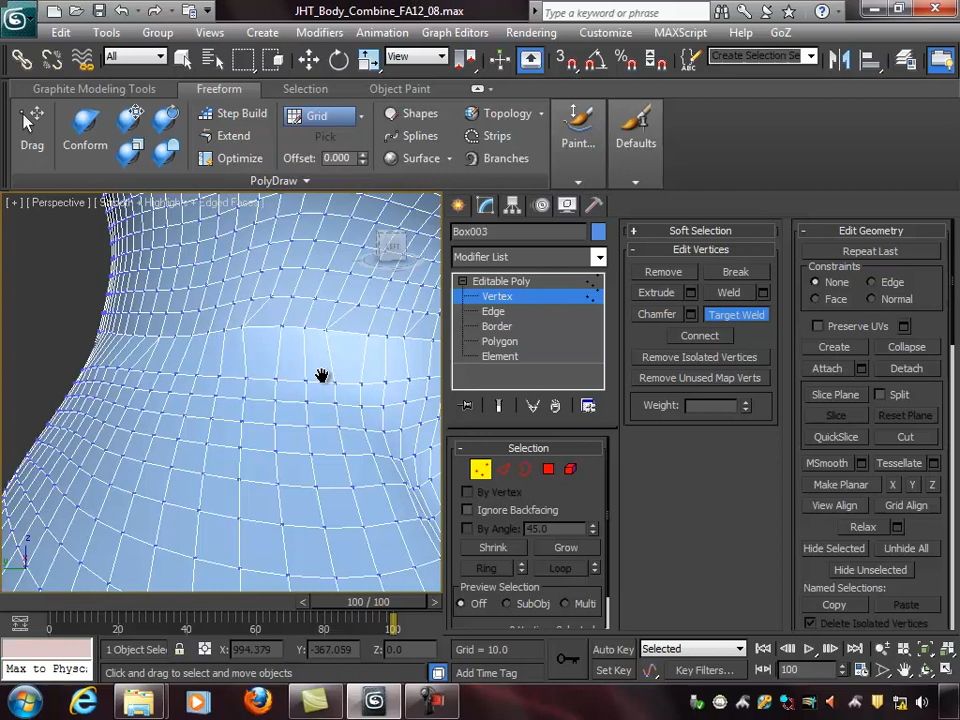 JHT_Body_Combine_FA12_08.max
Type a keyword or phrase
Edit Tools Group Views Create Modifiers Animation Graph Editors Rendering Customize MAXScript Help GoZ
All View Create Selection Se
Graphite Modeling Tools Freeform Selection Object Paint
Drag Conform Step Build Extend Optimize Grid Pick Offset: 0.000 Shapes Splines Surface Topology Strips Branches Paint... Defaults
PolyDraw
[ + ] [ Perspective ]
LEFT
Box003
Modifier List
Editable Poly
Vertex
Edge
Border
Polygon
Element
Selection
By Vertex
Ignore Backfacing
By Angle: 45.0
Shrink Grow
Ring Loop
Preview Selection
Off SubObj Multi
Soft Selection
Edit Vertices
Remove Break
Extrude Weld
Chamfer Target Weld
Connect
Remove Isolated Vertices
Remove Unused Map Verts
Weight:
Edit Geometry
Repeat Last
Constraints
None Edge
Face Normal
Preserve UVs
Create Collapse
Attach Detach
Slice Plane Split
Slice Reset Plane
QuickSlice Cut
MSmooth Tessellate
Make Planar X Y Z
View Align Grid Align
Relax
Hide Selected Unhide All
Hide Unselected
Named Selections:
Copy Paste
Delete Isolated Vertices
< 100 / 100 >
0 20 40 60 80 100
1 Object Selec X: 994.379 Y: -367.059 Z: 0.0 Grid = 10.0 Auto Key Selected
Max to Physc Click and drag to select and move objects Add Time Tag Set Key Key Filters... 100